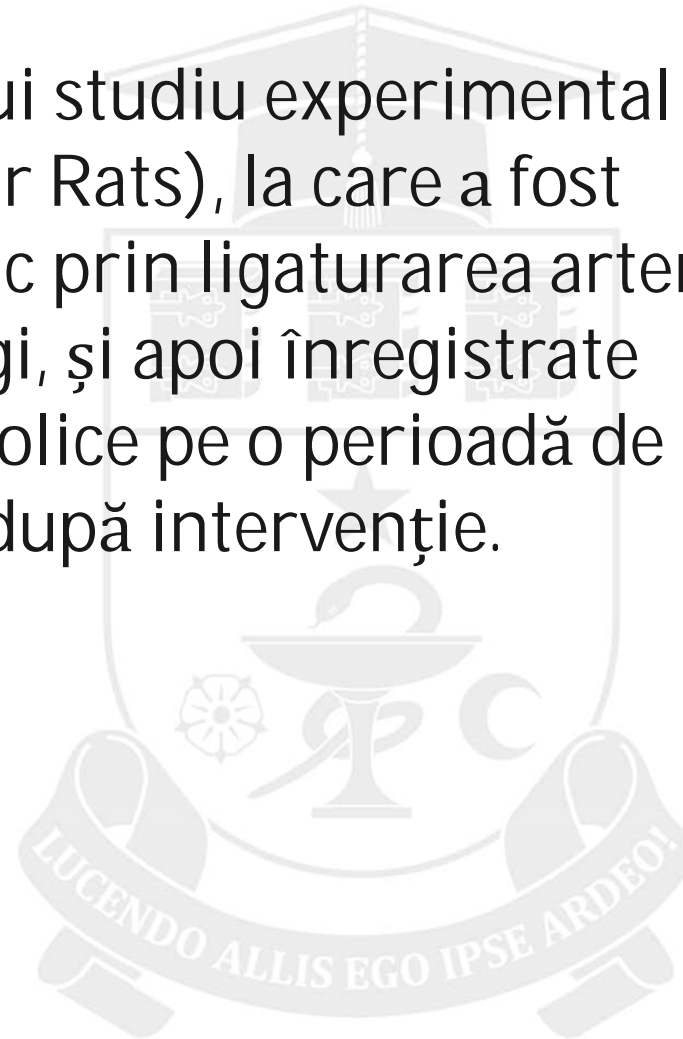 ui studiu experimental
r Rats), la care a fost
c prin ligaturarea arter
gi, și apoi înregistrate
olice pe o perioadă de
după intervenție.
LUCENDO ALLIS EGO IPSE ARDEO!